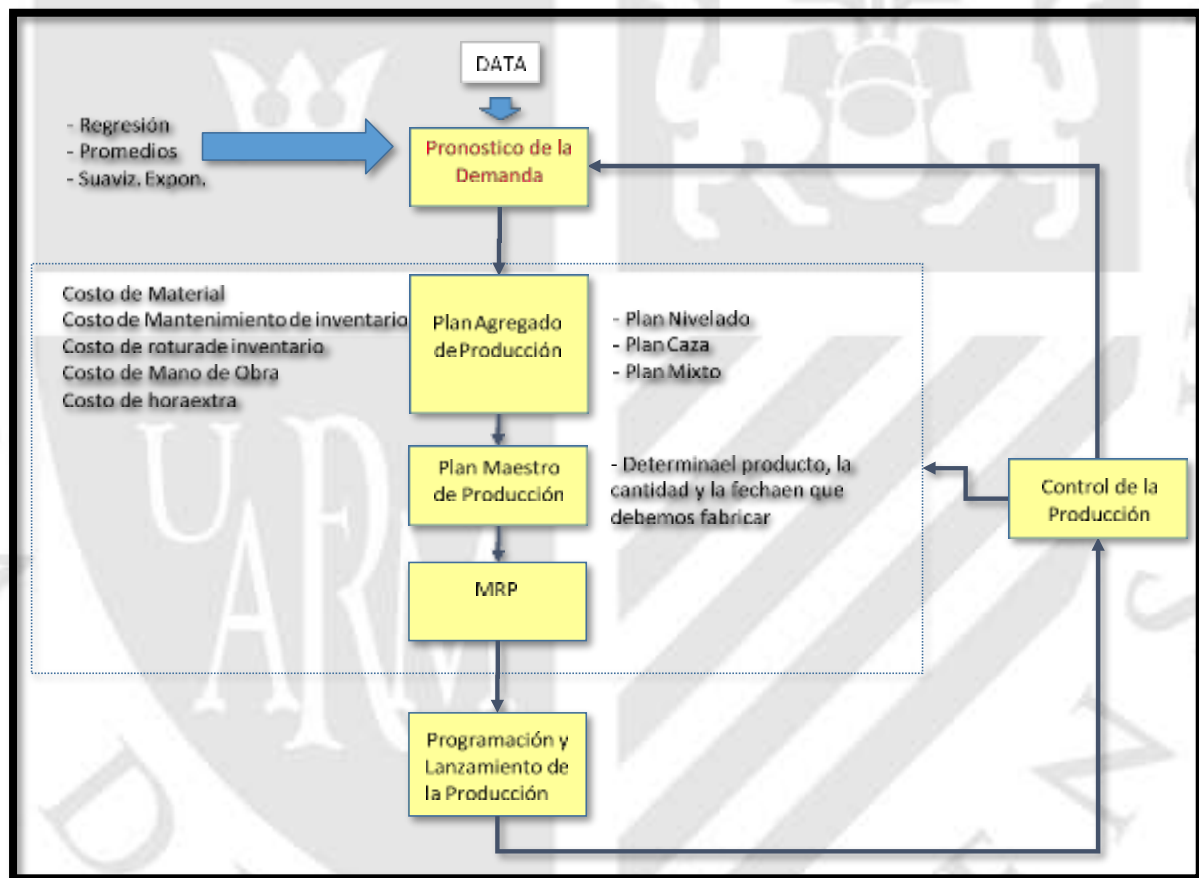 DATA
- Regresión
- Promedios
- Suaviz. Expon.
Pronostico de la
Demanda
Costo de Material
Costo de Mantenimiento de inventario
Costo de roturade inventario
Costo de Mano de Obra
Costo de horaextra
Plan Agregado
de Producción
- Plan Nivelado
- Plan Caza
- Plan Mixto
Plan Maestro
de Producción
- Determinael producto, la
cantidad y la fechaen que
debemos fabricar
Control de la
Producción
MRP
Programación y
Lanzamiento de
la Producción
UARM